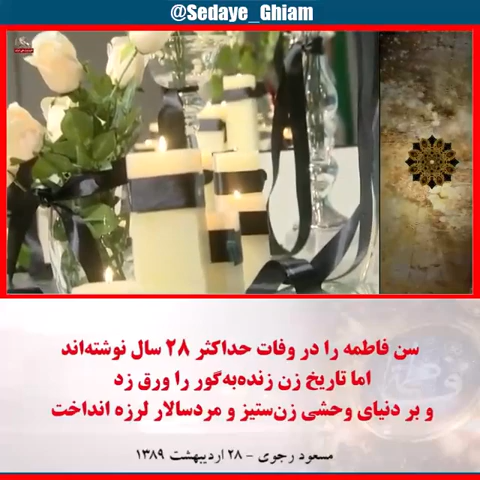 @Sedaye_Ghiam
سن فاطمه را در وفات حداکثر ۲۸ سال نوشته‌اند
اما تاریخ زن زنده‌به‌گور را ورق زد
و بر دنیای وحشی زن‌ستیز و مردسالار لرزه انداخت
مسعود رجوی - ۲۸ اردیبهشت ۱۳۸۹